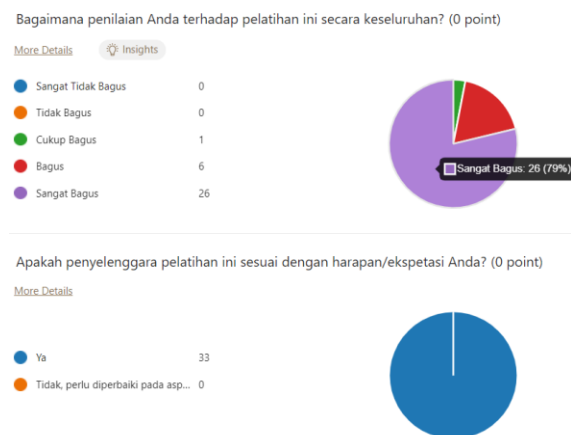 Bagaimana penilaian Anda terhadap pelatihan ini secara keseluruhan? (0 point)
More Details
Insights
Sangat Tidak Bagus 0
Tidak Bagus 0
Cukup Bagus 1
Bagus 6
Sangat Bagus 26
Sangat Bagus: 26 (79%)
Apakah penyelenggara pelatihan ini sesuai dengan harapan/ekspetasi Anda? (0 point)
More Details
Ya 33
Tidak, perlu diperbaiki pada asp... 0